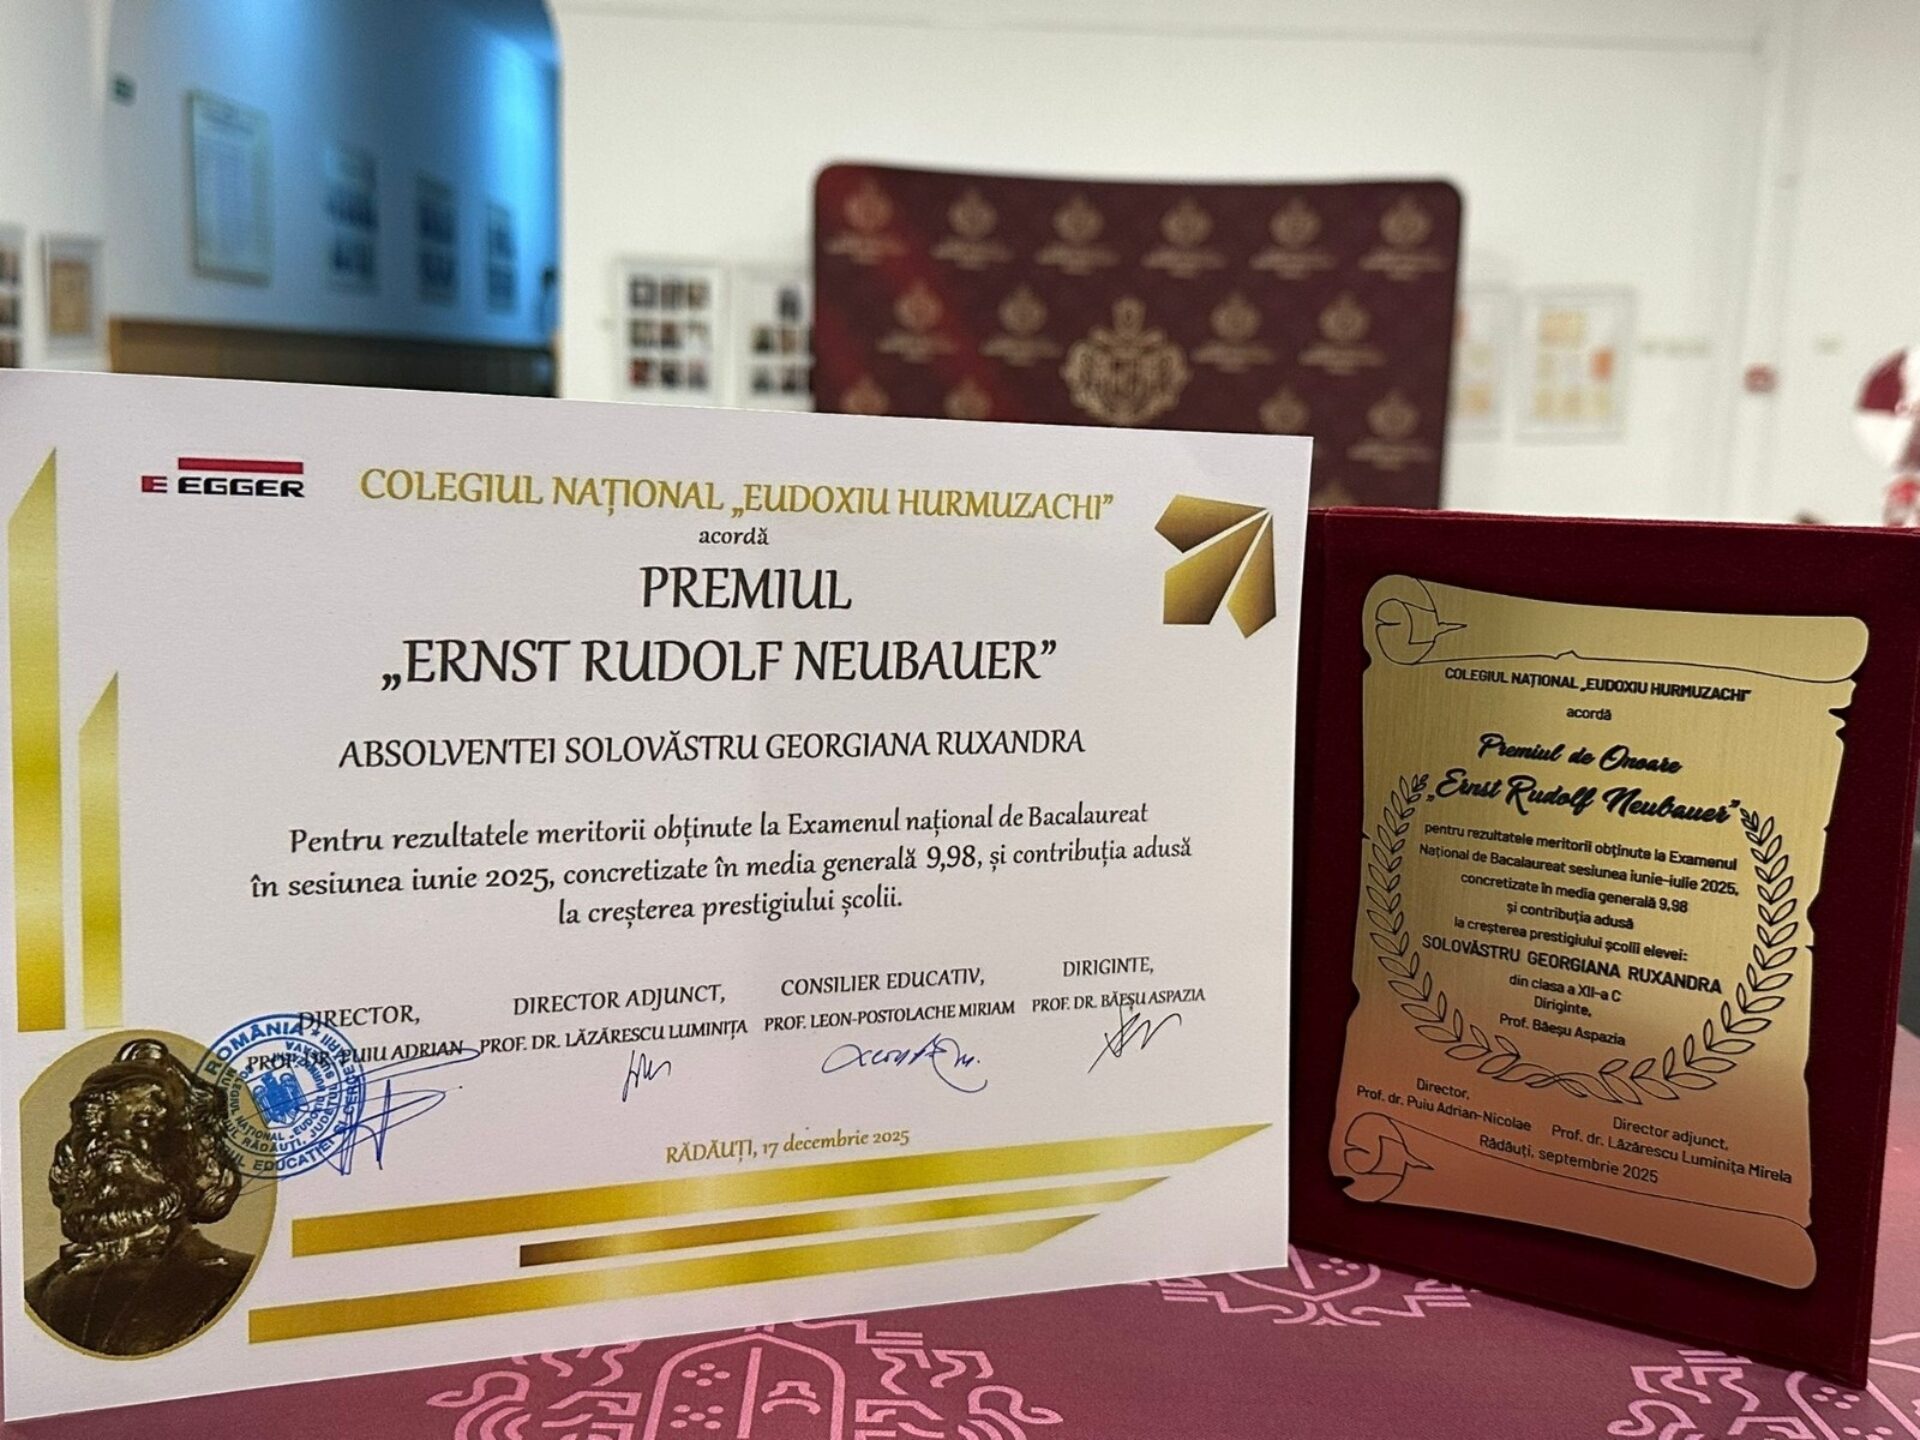 EGGER
COLEGIUL NAȚIONAL „EUDOXIU HURMUZACHI”
acordă
PREMIUL
„ERNST RUDOLF NEUBAUER”
ABSOLVENTEI SOLOVĂSTRU GEORGIANA RUXANDRA
Pentru rezultatele meritorii obținute la Examenul național de Bacalaureat
în sesiunea iunie 2025, concretizate în media generală 9,98, și contribuția adusă
la creșterea prestigiului școlii.
DIRECTOR,
PROF. DR. PUIU ADRIAN
DIRECTOR ADJUNCT,
PROF. DR. LĂZĂRESCU LUMINIȚA
CONSILIER EDUCATIV,
PROF. LEON-POSTOLACHE MIRIAM
DIRIGINTE,
PROF. DR. BĂEȘU ASPAZIA
ROMÂNIA
RĂDĂUȚI, 17 decembrie 2025
COLEGIUL NAȚIONAL „EUDOXIU HURMUZACHI”
acordă
Premiul de Onoare
„Ernst Rudolf Neubauer”
pentru rezultatele meritorii obținute la Examenul
Național de Bacalaureat sesiunea iunie-iulie 2025,
concretizate în media generală 9,98
și contribuția adusă
la creșterea prestigiului școlii elevei:
SOLOVĂSTRU GEORGIANA RUXANDRA
din clasa a XII-a C
Diriginte,
Prof. Băeșu Aspazia
Director,
Prof. dr. Puiu Adrian-Nicolae
Director adjunct,
Prof. dr. Lăzărescu Luminița Mirela
Rădăuți, septembrie 2025